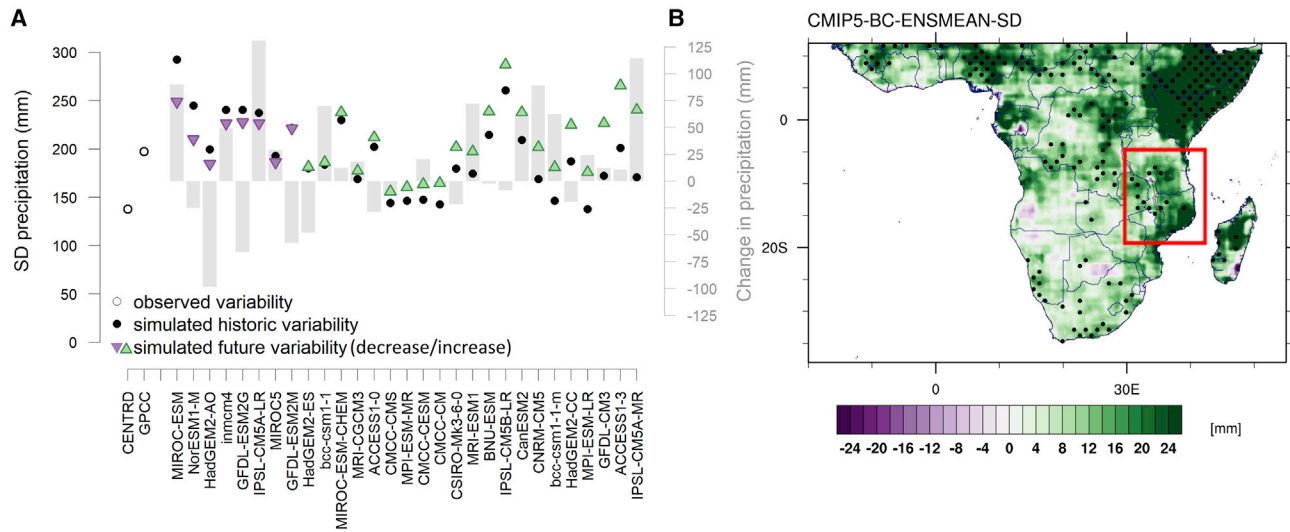 A
SD precipitation (mm)
300
250
200
150
100
50
0
observed variability
simulated historic variability
simulated future variability (decrease/increase)
125
100
75
50
25
0
-25
-50
-75
-100
-125
Change in precipitation (mm)
CENTRD
GPCC
MIROC-ESM
NorESM1-M
HadGEM2-AO
inmcm4
GFDL-ESM2G
IPSL-CM5A-LR
MIROC5
GFDL-ESM2M
HadGEM2-ES
bcc-csm1-1
MIROC-ESM-CHEM
MRI-CGCM3
ACCESS1-0
CMCC-CMS
MPI-ESM-MR
CMCC-CESM
CMCC-CM
CSIRO-Mk3-6-0
MRI-ESM1
BNU-ESM
IPSL-CM5B-LR
CanESM2
CNRM-CM5
bcc-csm1-1-m
HadGEM2-CC
MPI-ESM-LR
GFDL-CM3
ACCESS1-3
IPSL-CM5A-MR
B
CMIP5-BC-ENSMEAN-SD
0
20S
0
30E
-24 -20 -16 -12 -8 -4 0 4 8 12 16 20 24
[mm]